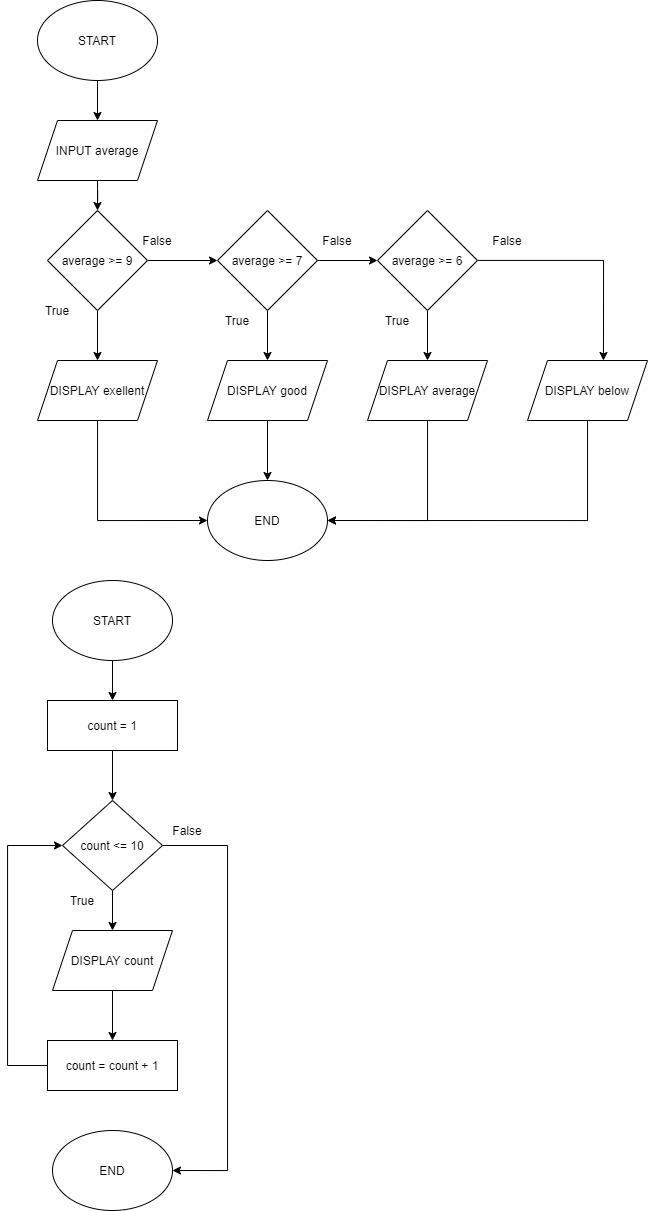 START
INPUT average
average >= 9
False
average >= 7
False
average >= 6
False
True
True
True
DISPLAY exellent
DISPLAY good
DISPLAY average
DISPLAY below
END
START
count = 1
count <= 10
False
True
DISPLAY count
count = count + 1
END